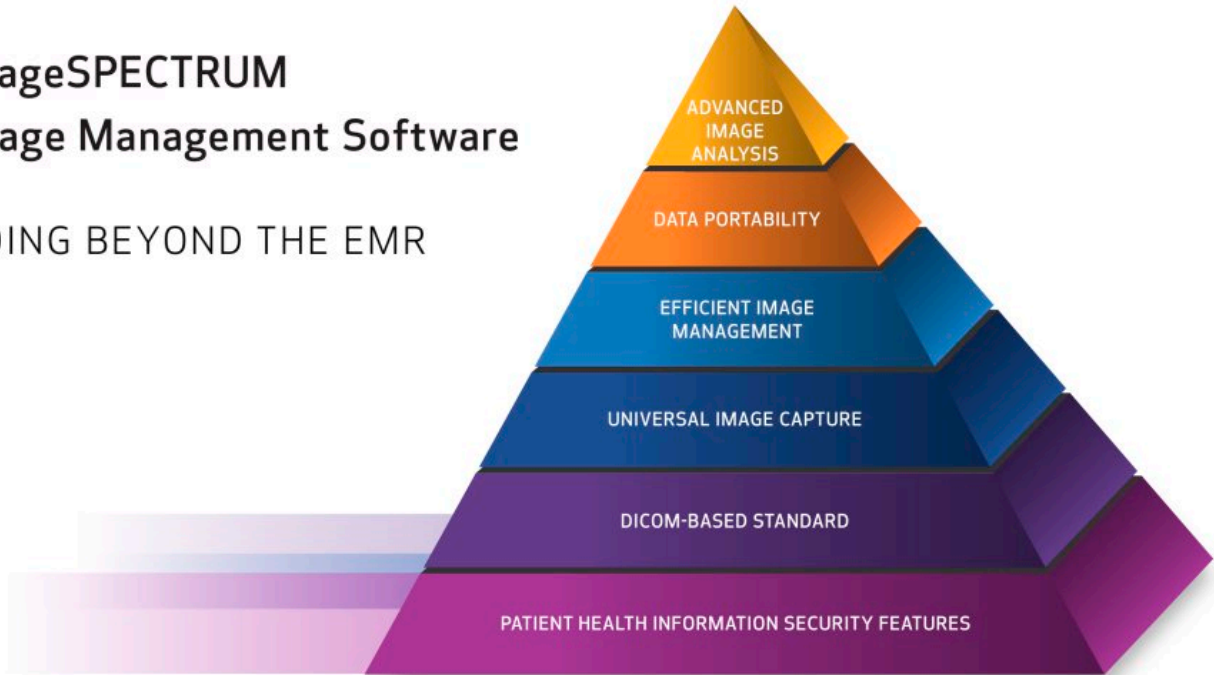 ageSPECTRUM
age Management Software
OING BEYOND THE EMR
ADVANCED
IMAGE
ANALYSIS
DATA PORTABILITY
EFFICIENT IMAGE
MANAGEMENT
UNIVERSAL IMAGE CAPTURE
DICOM-BASED STANDARD
PATIENT HEALTH INFORMATION SECURITY FEATURES